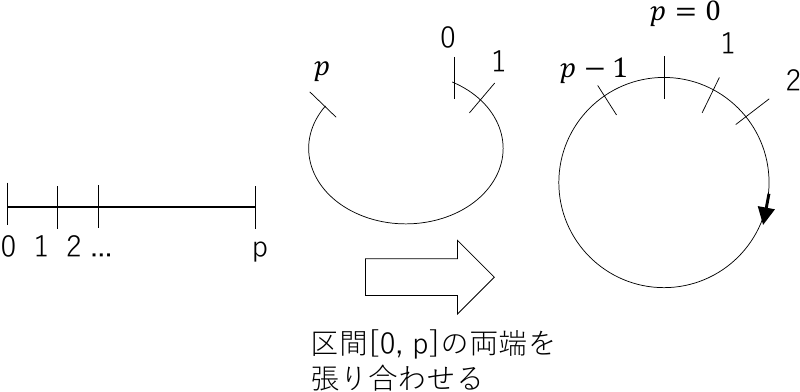 0 1 2 ... p
p 0 1
p − 1 p = 0 1 2
区間[0, p]の両端を
張り合わせる